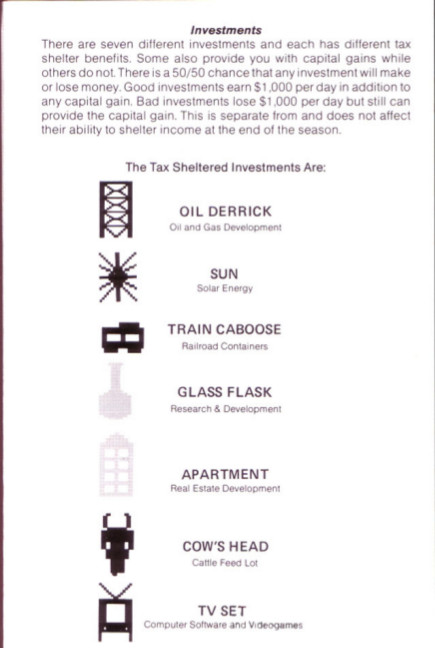 Investments
There are seven different investments and each has different tax
shelter benefits. Some also provide you with capital gains while
others do not. There is a 50/50 chance that any investment will make
or lose money. Good investments earn $1,000 per day in addition to
any capital gain. Bad investments lose $1,000 per day but still can
provide the capital gain. This is separate from and does not affect
their ability to shelter income at the end of the season.
The Tax Sheltered Investments Are:
OIL DERRICK
Oil and Gas Development
SUN
Solar Energy
TRAIN CABOOSE
Railroad Containers
GLASS FLASK
Research & Development
APARTMENT
Real Estate Development
COW'S HEAD
Cattle Feed Lot
TV SET
Computer Software and Videogames